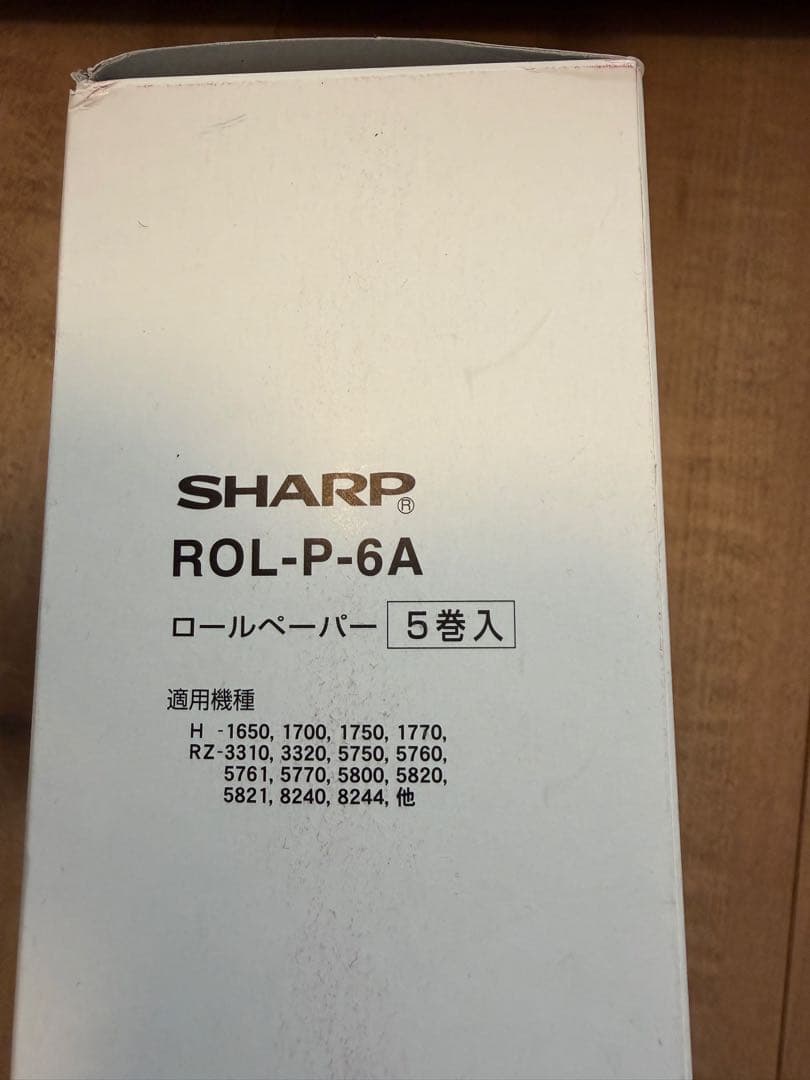 SHARP®
ROL-P-6A
ロールペーパー 5巻入
適用機種
H -1650, 1700, 1750, 1770,
RZ-3310, 3320, 5750, 5760,
5761, 5770, 5800, 5820,
5821, 8240, 8244, 他